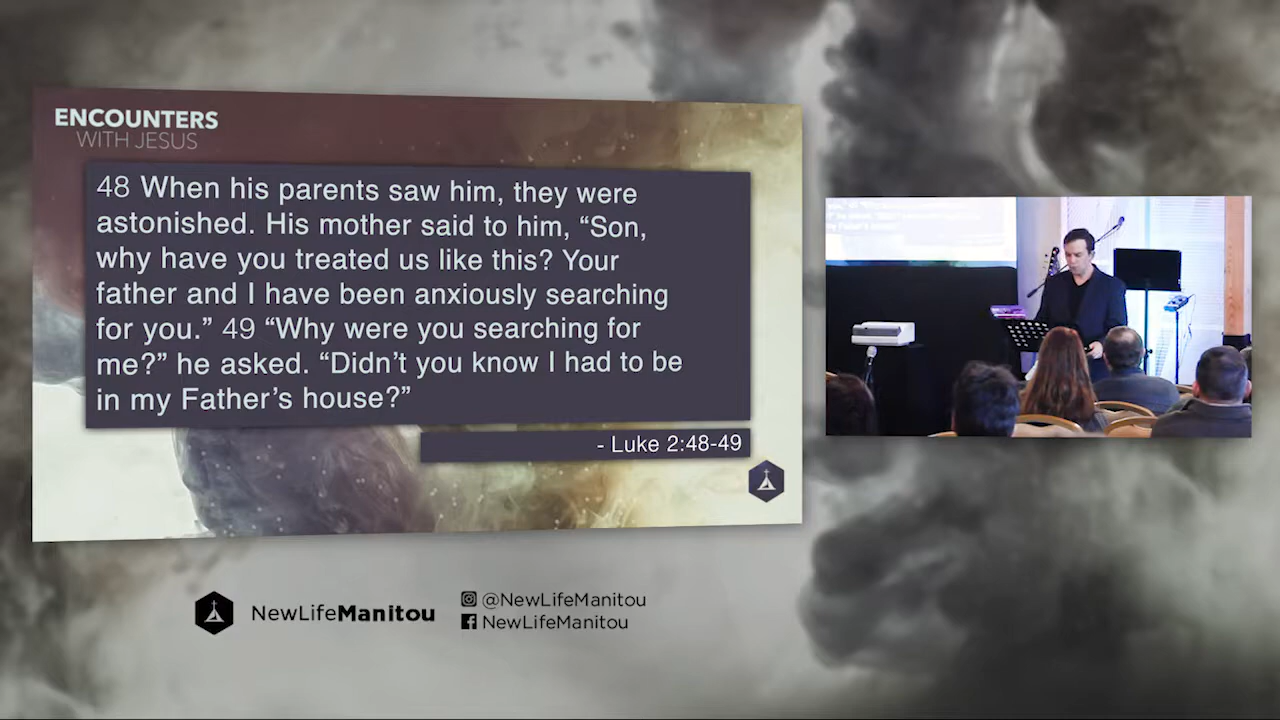 ENCOUNTERS
WITH JESUS
48 When his parents saw him, they were
astonished. His mother said to him, “Son,
why have you treated us like this? Your
father and I have been anxiously searching
for you.” 49 “Why were you searching for
me?” he asked. “Didn’t you know I had to be
in my Father’s house?”
- Luke 2:48-49
NewLifeManitou
@NewLifeManitou
NewLifeManitou